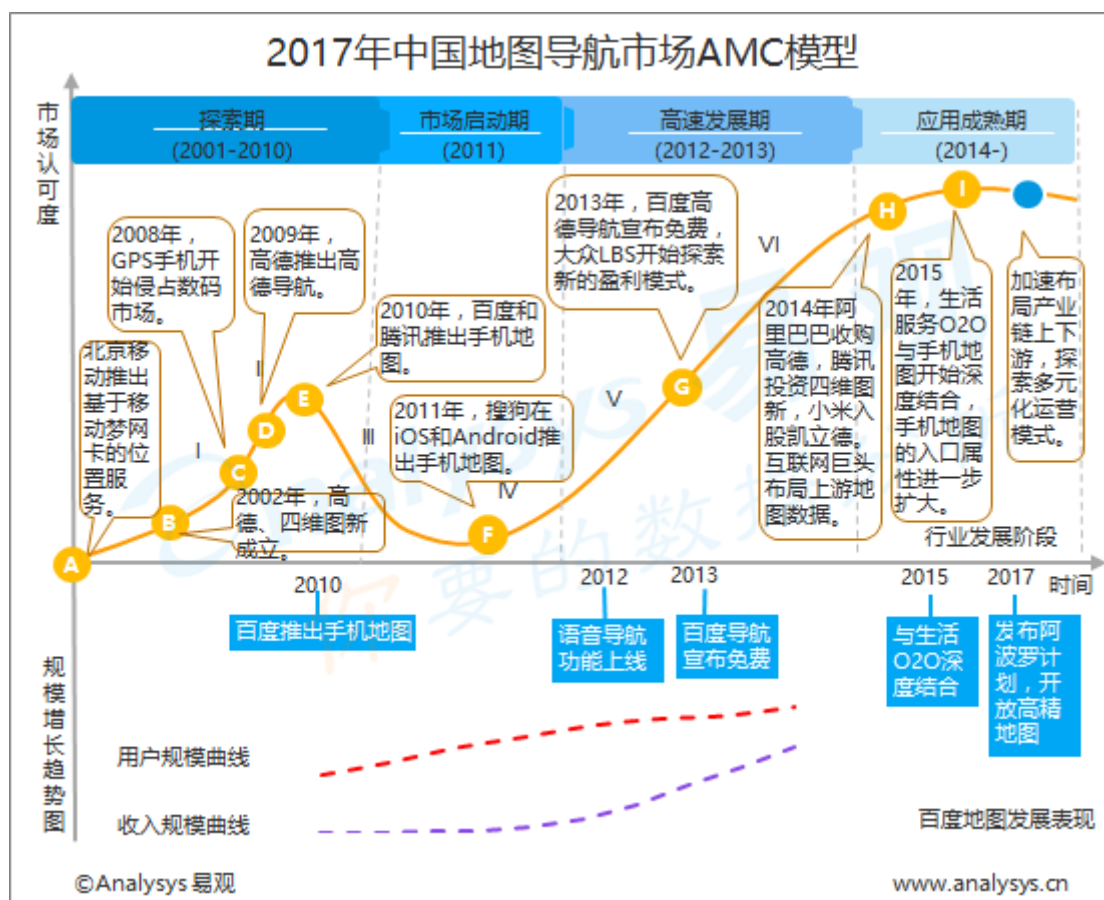 2017年中国地图导航市场AMC模型
市场认可度
探索期
(2001-2010)
市场启动期
(2011)
高速发展期
(2012-2013)
应用成熟期
(2014-)
2008年，
GPS手机开
始侵占数码
市场。
2009年，
高德推出高
德导航。
2013年，百度高
德导航宣布免费，
大众LBS开始探索
新的盈利模式。
VI
H
I
北京移
动推出
基于移
动梦网
卡的位
置服
务。
I
II
2010年，百度和
腾讯推出手机地
图。
E
D
C
B
A
III
2011年，搜狗在
iOS和Android推
出手机地图。
IV
F
V
G
2002年，高
德、四维图新
成立。
2014年阿
里巴巴收购
高德，腾讯
投资四维图
新，小米入
股凯立德。
互联网巨头
布局上游地
图数据。
2015
年，生活
服务O2O
与手机地
图开始深
度结合，
手机地图
的入口属
性进一步
扩大。
加速布
局产业
链上下
游，探
索多元
化运营
模式。
行业发展阶段
Analysys 易观
你要的数据
2010
2012
2013
2015
2017
时间
百度推出手机地图
语音导航
功能上线
百度导航
宣布免费
与生活
O2O深
度结合
发布阿
波罗计
划，开
放高精
地图
规模增长趋势图
用户规模曲线
收入规模曲线
百度地图发展表现
©Analysys 易观
www.analysys.cn